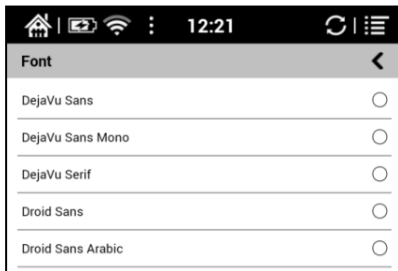 12:21
Font
DejaVu Sans
DejaVu Sans Mono
DejaVu Serif
Droid Sans
Droid Sans Arabic